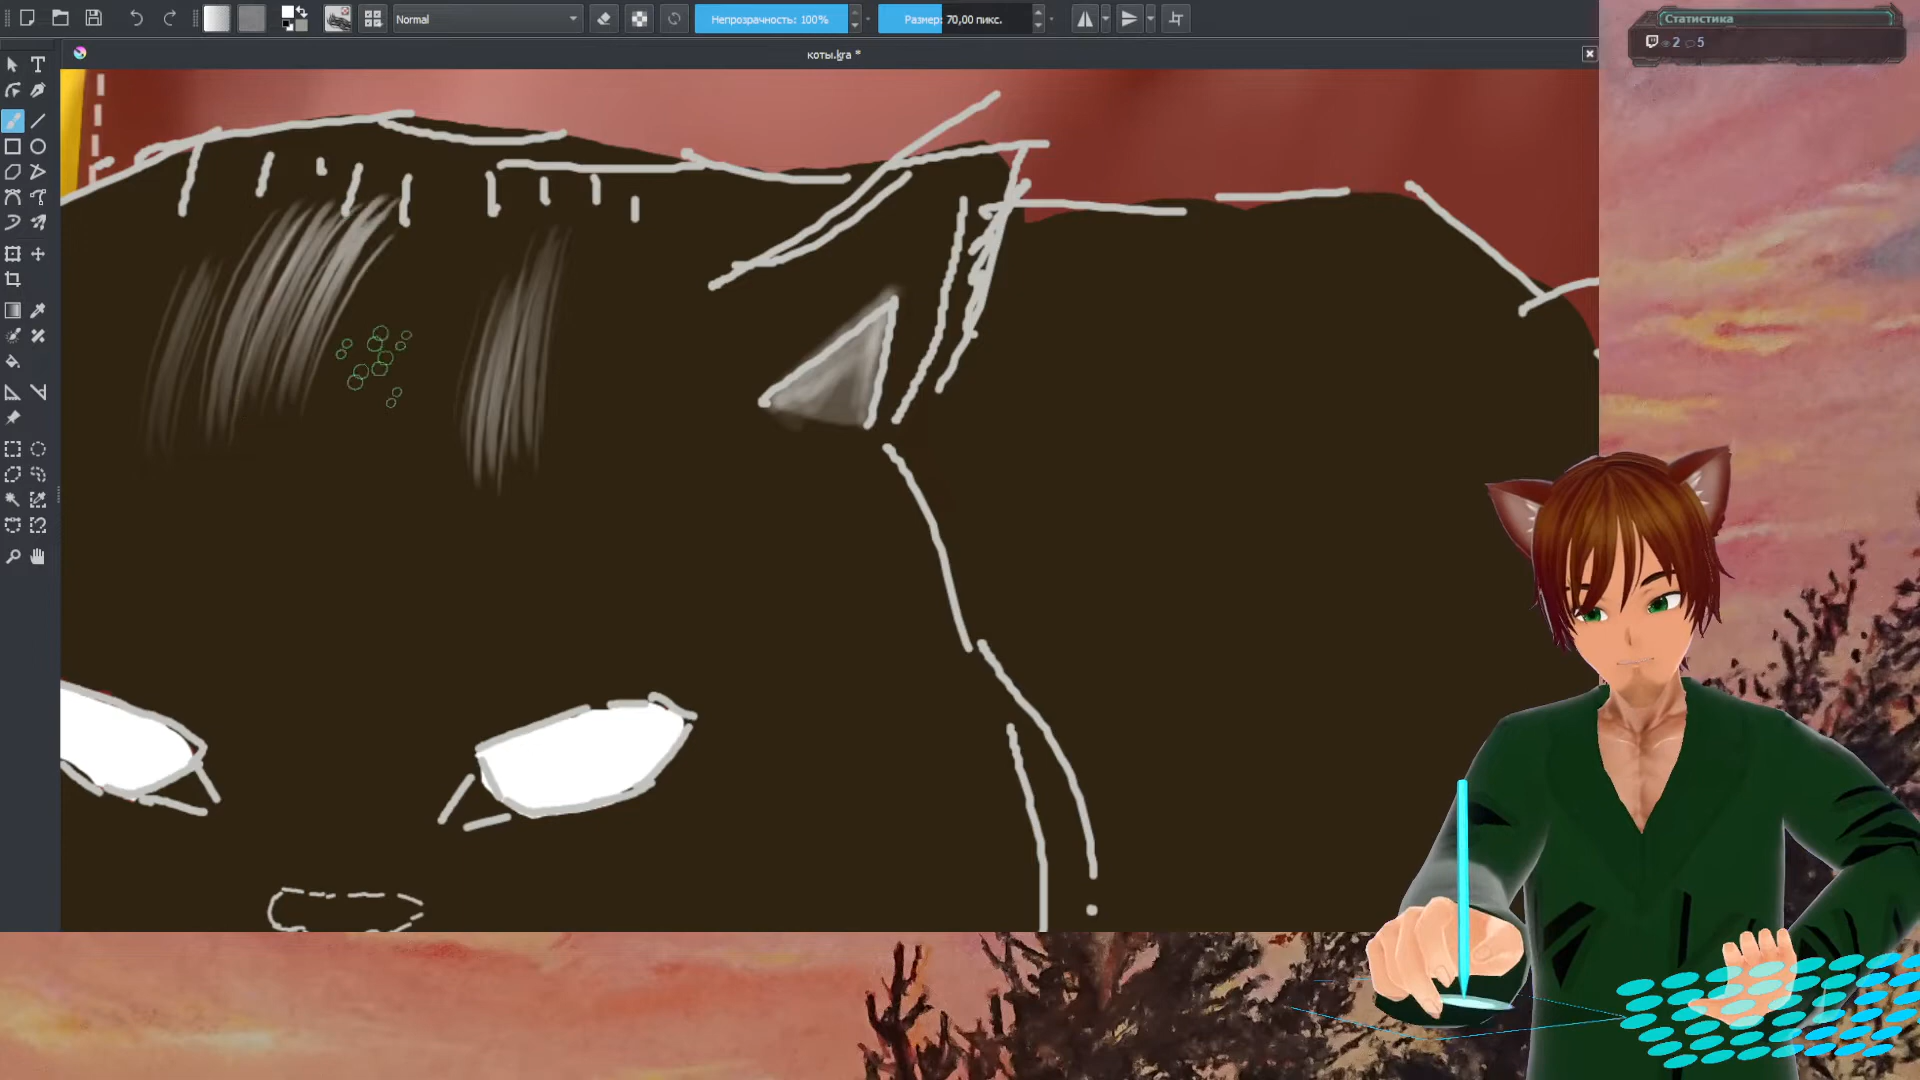 Normal
Непрозрачность: 100%
Размер: 70,00 пикс.
Статистика
2 5
коты.kra *